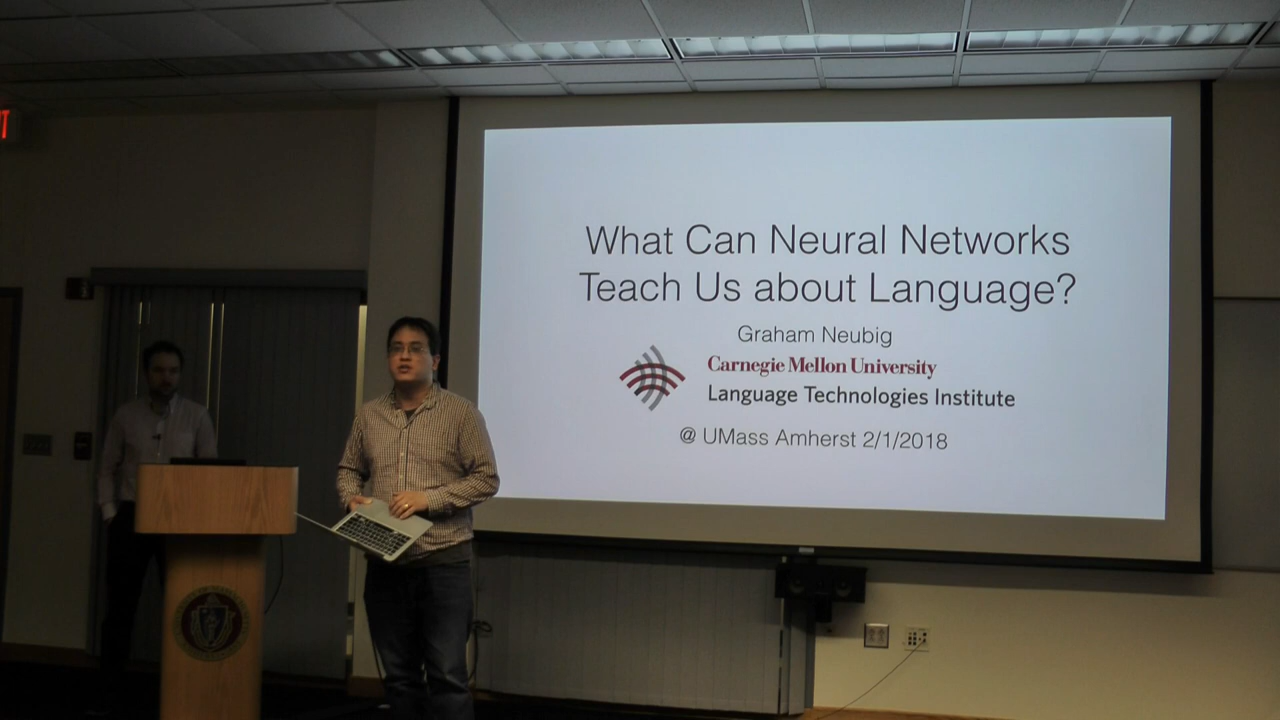 What Can Neural Networks
Teach Us about Language?
Graham Neubig
Carnegie Mellon University
Language Technologies Institute
@ UMass Amherst 2/1/2018